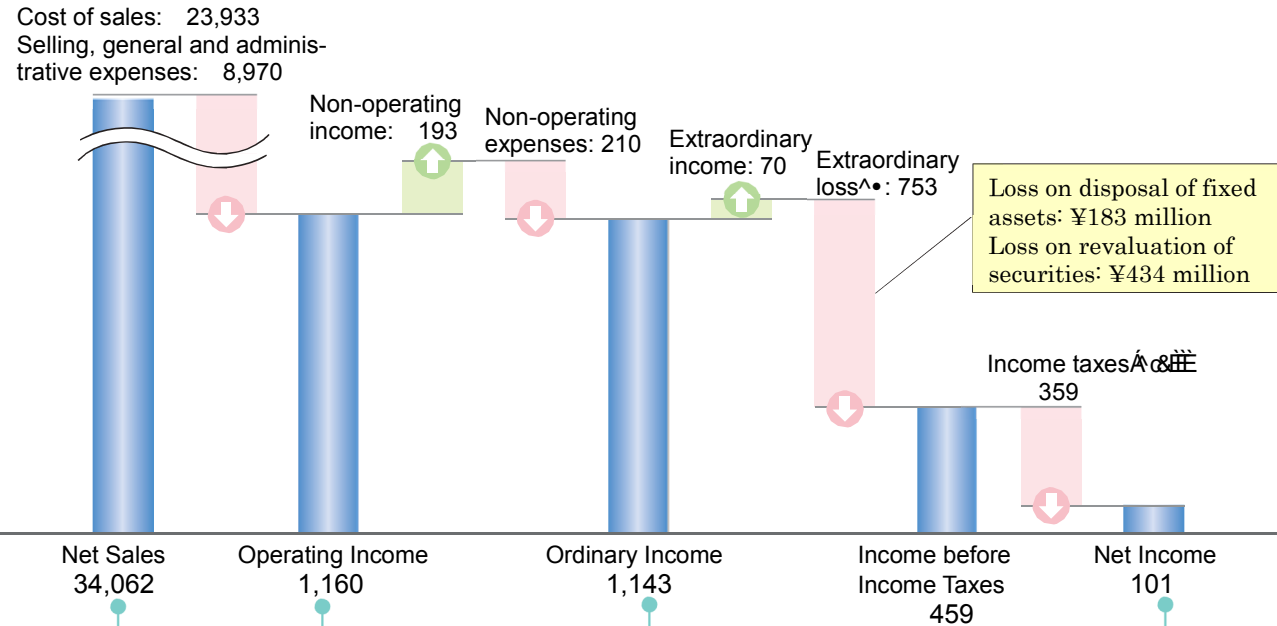 Cost of sales: 23,933
Selling, general and adminis-
trative expenses: 8,970
Non-operating
income: 193
Non-operating
expenses: 210
Extraordinary
income: 70
Extraordinary
loss^•: 753
Loss on disposal of fixed
assets: ¥183 million
Loss on revaluation of
securities: ¥434 million
Income taxes
359
Net Sales
34,062
Operating Income
1,160
Ordinary Income
1,143
Income before
Income Taxes
459
Net Income
101